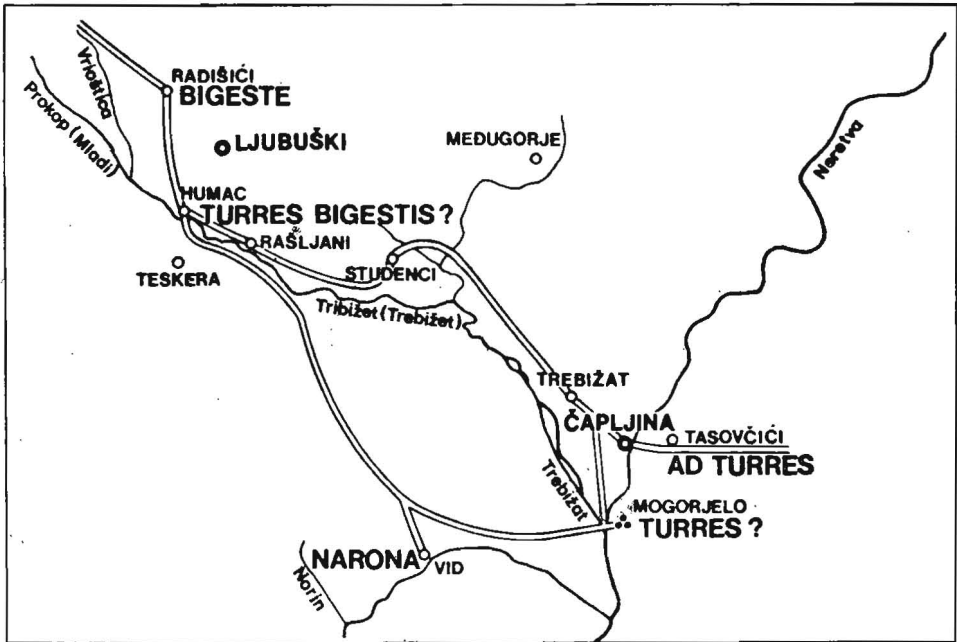 Vrioštica
RADIŠIĆI
BIGESTE
Prokop (Mladi)
LJUBUŠKI
MEĐUGORJE
Neretva
HUMAC
TURRES BIGESTIS?
RAŠLJANI
STUDENCI
TESKERA
Tribižet (Trebižet)
TREBIŽAT
ČAPLJINA
TASOVČIĆI
AD TURRES
Trebižat
MOGORJELO
TURRES ?
NARONA
VID
Norin